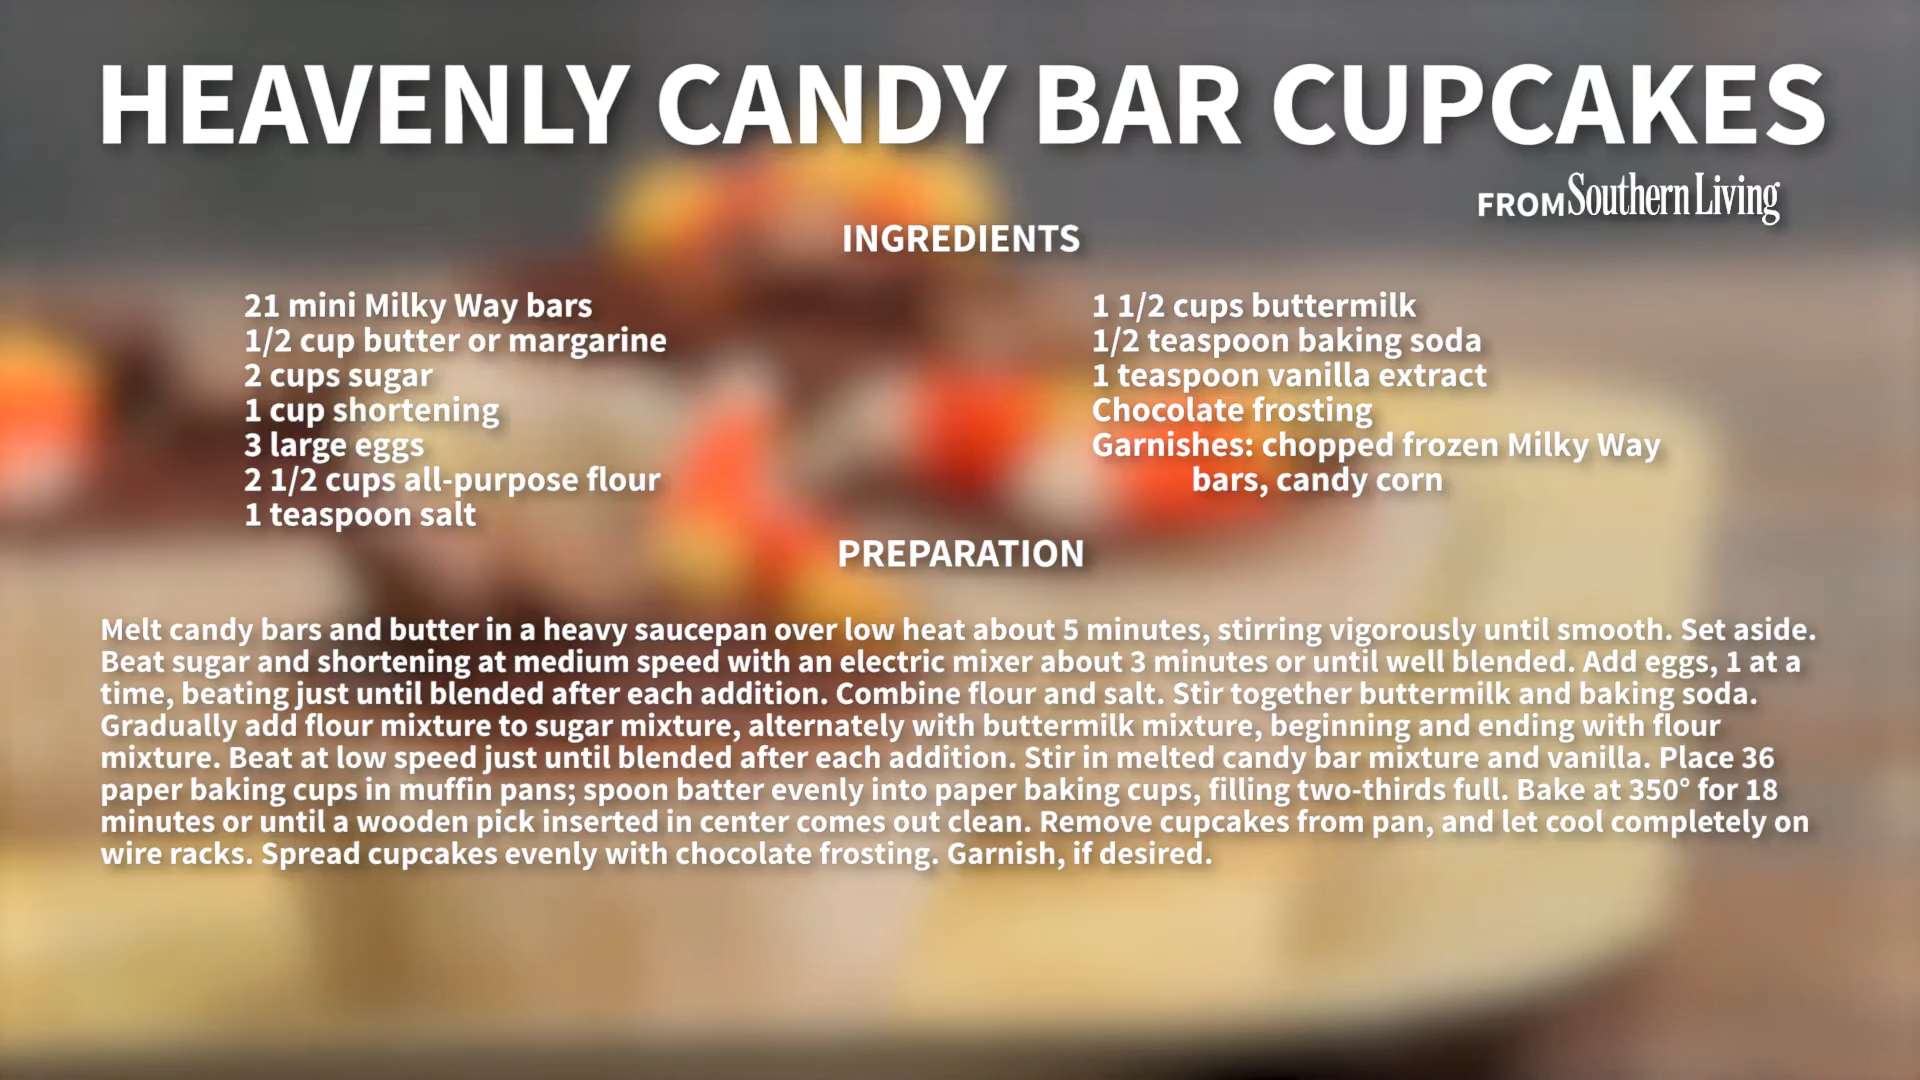 HEAVENLY CANDY BAR CUPCAKES
FROM Southern Living
INGREDIENTS
21 mini Milky Way bars
1/2 cup butter or margarine
2 cups sugar
1 cup shortening
3 large eggs
2 1/2 cups all-purpose flour
1 teaspoon salt
1 1/2 cups buttermilk
1/2 teaspoon baking soda
1 teaspoon vanilla extract
Chocolate frosting
Garnishes: chopped frozen Milky Way
bars, candy corn
PREPARATION
Melt candy bars and butter in a heavy saucepan over low heat about 5 minutes, stirring vigorously until smooth. Set aside.
Beat sugar and shortening at medium speed with an electric mixer about 3 minutes or until well blended. Add eggs, 1 at a
time, beating just until blended after each addition. Combine flour and salt. Stir together buttermilk and baking soda.
Gradually add flour mixture to sugar mixture, alternately with buttermilk mixture, beginning and ending with flour
mixture. Beat at low speed just until blended after each addition. Stir in melted candy bar mixture and vanilla. Place 36
paper baking cups in muffin pans; spoon batter evenly into paper baking cups, filling two-thirds full. Bake at 350° for 18
minutes or until a wooden pick inserted in center comes out clean. Remove cupcakes from pan, and let cool completely on
wire racks. Spread cupcakes evenly with chocolate frosting. Garnish, if desired.